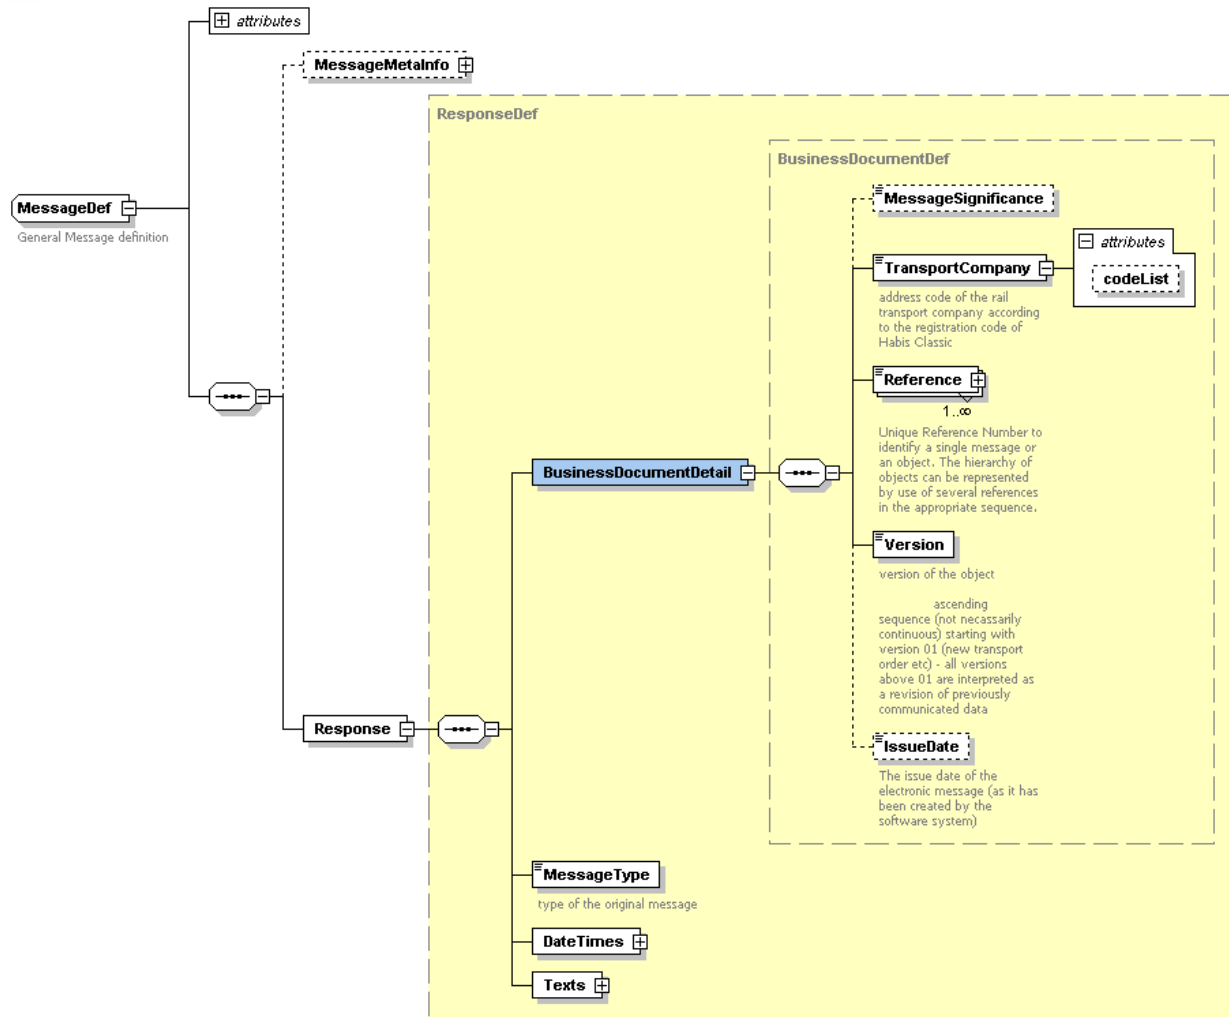 attributes
MessageMetaInfo
ResponseDef
BusinessDocumentDef
MessageDef
General Message definition
MessageSignificance
TransportCompany
attributes
codeList
address code of the rail
transport company according
to the registration code of
Habis Classic
Reference
1..∞
Unique Reference Number to
identify a single message or
an object. The hierarchy of
objects can be represented
by use of several references
in the appropriate sequence.
BusinessDocumentDetail
Version
version of the object
ascending
sequence (not necassarily
continuous) starting with
version 01 (new transport
order etc) - all versions
above 01 are interpreted as
a revision of previously
communicated data
Response
IssueDate
The issue date of the
electronic message (as it has
been created by the
software system)
MessageType
type of the original message
DateTimes
Texts